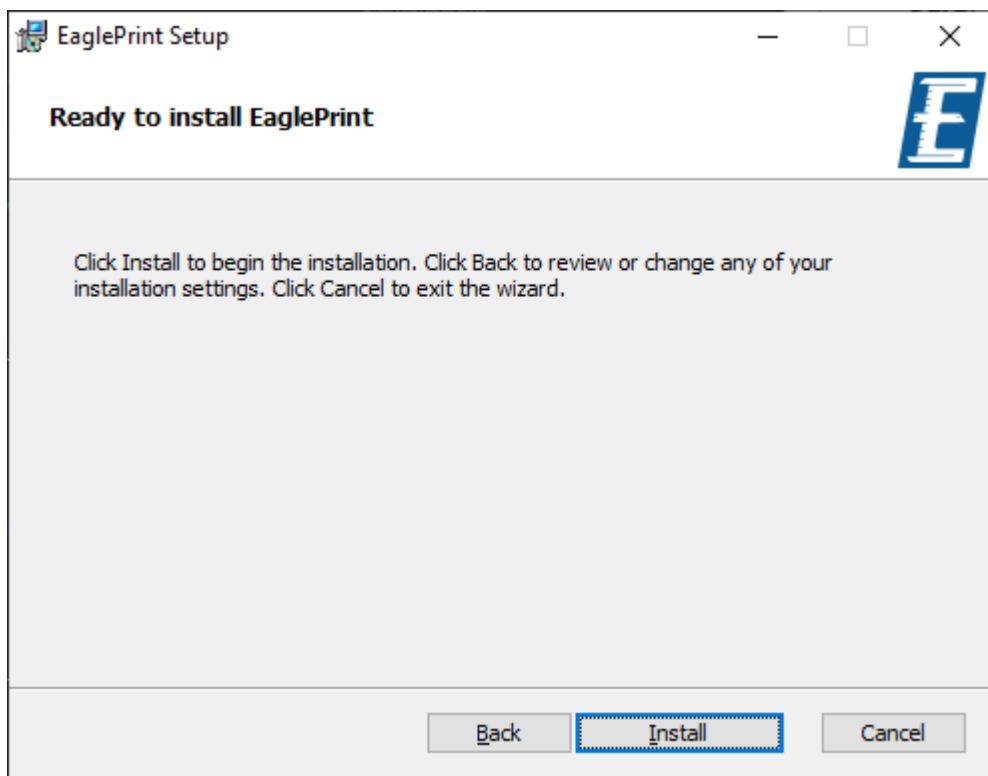 EaglePrint Setup
Ready to install EaglePrint
E
Click Install to begin the installation. Click Back to review or change any of your
installation settings. Click Cancel to exit the wizard.
Back
Install
Cancel